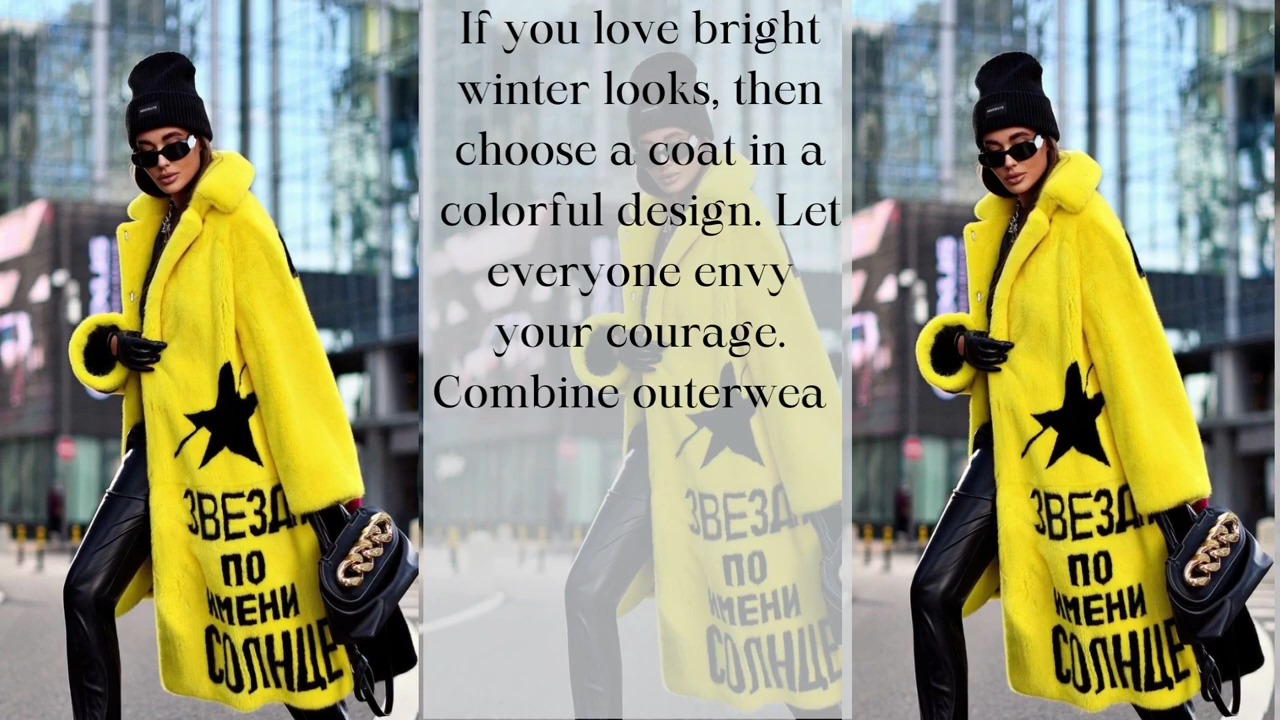 If you love bright
winter looks, then
choose a coat in a
colorful design. Let
everyone envy
your courage.
Combine outerwea
ЗВЕЗДА
ПО
ИМЕНИ
СОЛНЦЕ
ЗВЕЗДА
ПО
ИМЕНИ
СОЛНЦЕ
ЗВЕЗДА
ПО
ИМЕНИ
СОЛНЦЕ